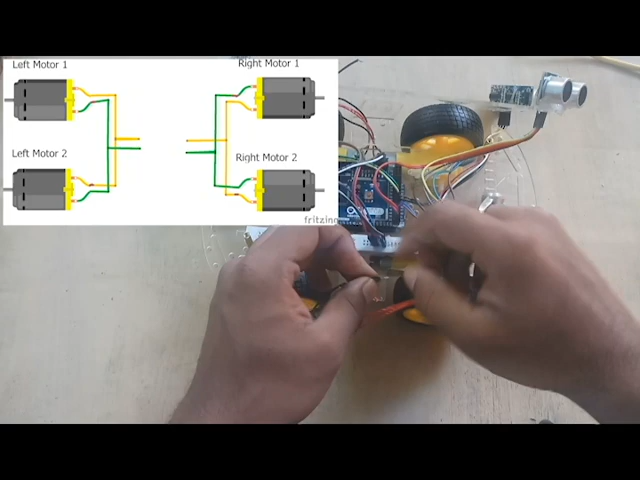 Left Motor 1
Right Motor 1
Left Motor 2
Right Motor 2
fritzing